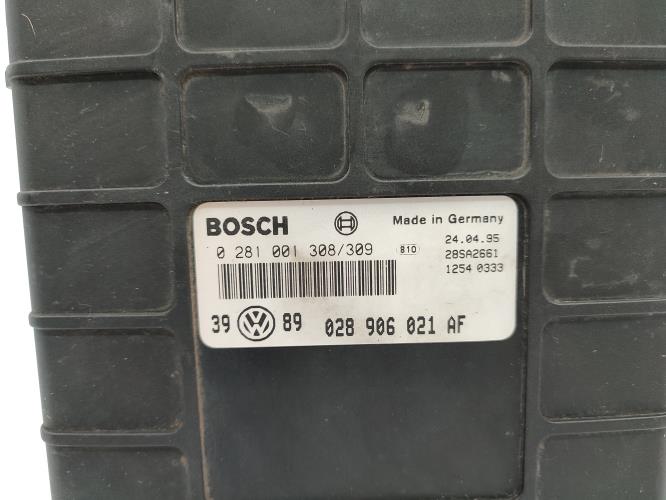 BOSCH Made in Germany
0 281 001 308/309 810 24.04.95
28SA2661
1254 0333
39 VW 89 028 906 021 AF